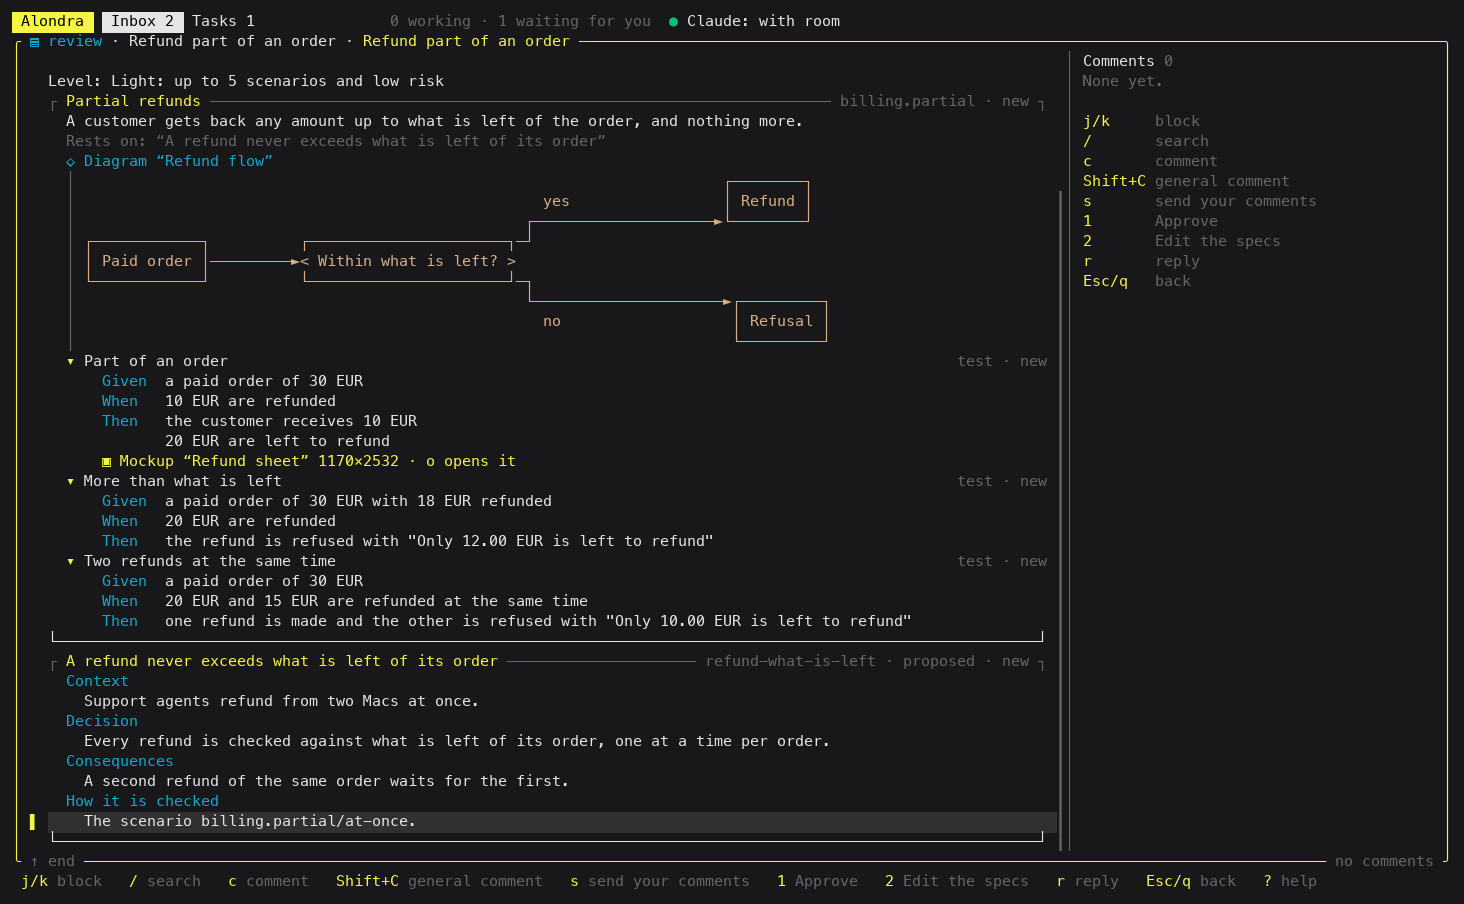 Alondra  Inbox 2  Tasks 1  0 working · 1 waiting for you  ● Claude: with room
▤ review · Refund part of an order · Refund part of an order
Level: Light: up to 5 scenarios and low risk
Partial refunds  billing.partial · new
A customer gets back any amount up to what is left of the order, and nothing more.
Rests on: “A refund never exceeds what is left of its order”
◇ Diagram “Refund flow”
yes  Refund
Paid order  < Within what is left? >
no  Refusal
▾ Part of an order  test · new
Given  a paid order of 30 EUR
When  10 EUR are refunded
Then  the customer receives 10 EUR
20 EUR are left to refund
▣ Mockup “Refund sheet” 1170×2532 · o opens it
▾ More than what is left  test · new
Given  a paid order of 30 EUR with 18 EUR refunded
When  20 EUR are refunded
Then  the refund is refused with "Only 12.00 EUR is left to refund"
▾ Two refunds at the same time  test · new
Given  a paid order of 30 EUR
When  20 EUR and 15 EUR are refunded at the same time
Then  one refund is made and the other is refused with "Only 10.00 EUR is left to refund"
A refund never exceeds what is left of its order  refund-what-is-left · proposed · new
Context
Support agents refund from two Macs at once.
Decision
Every refund is checked against what is left of its order, one at a time per order.
Consequences
A second refund of the same order waits for the first.
How it is checked
The scenario billing.partial/at-once.
↑ end  no comments
Comments 0
None yet.
j/k  block
/  search
c  comment
Shift+C  general comment
s  send your comments
1  Approve
2  Edit the specs
r  reply
Esc/q  back
j/k block  / search  c comment  Shift+C general comment  s send your comments  1 Approve  2 Edit the specs  r reply  Esc/q back  ? help